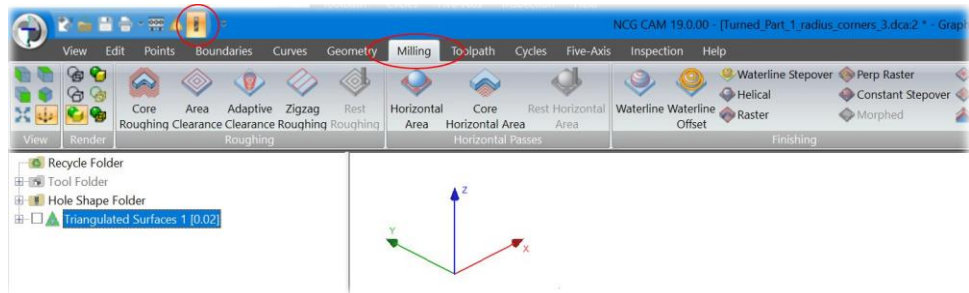 NCG CAM 19.0.00 - [Turned_Part_1_radius_corners_3.dca:2 * - Grap
View Edit Points Boundaries Curves Geometry Milling Toolpath Cycles Five-Axis Inspection Help
Core Roughing
Area Clearance
Adaptive Clearance
Zigzag Roughing
Rest Roughing
Horizontal Area
Core Horizontal Area
Rest Horizontal Area
Waterline
Waterline Offset
Waterline Stepover
Helical
Raster
Perp Raster
Constant Stepover
Morphed
View Render Roughing Horizontal Passes Finishing
Recycle Folder
Tool Folder
Hole Shape Folder
Triangulated Surfaces 1 [0.02]
Z
Y
X